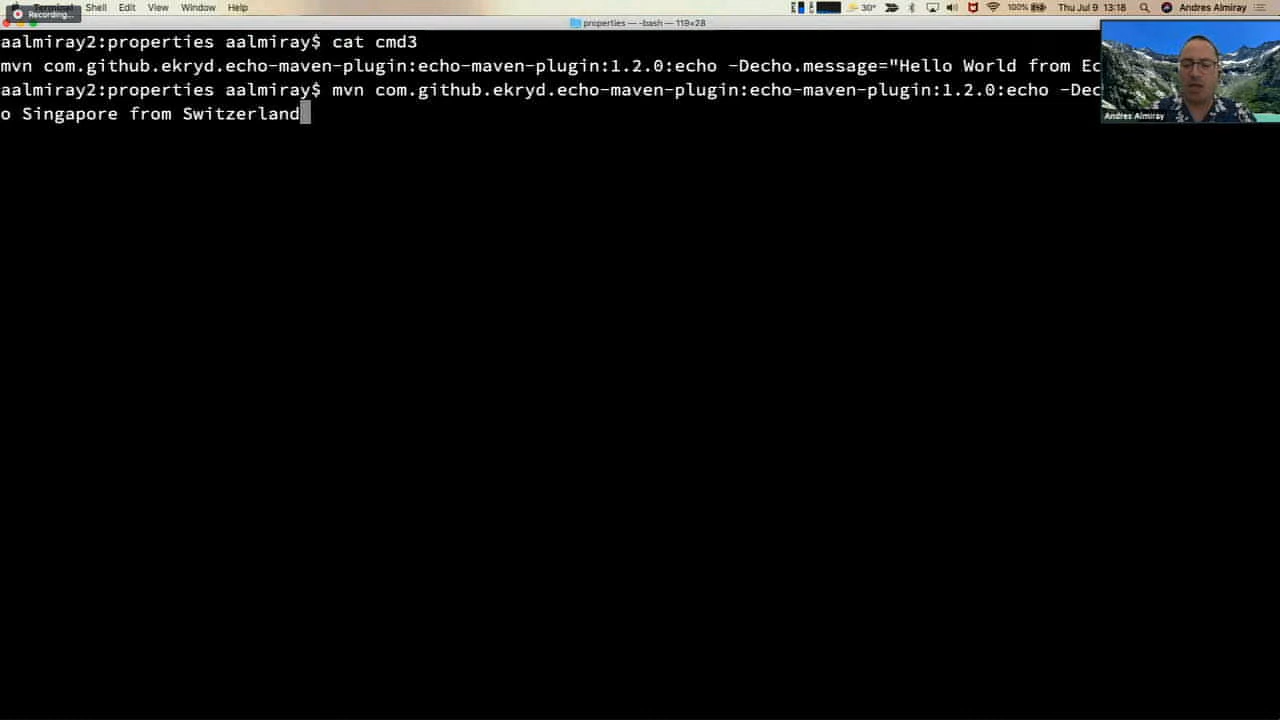 Recording...
Terminal Shell Edit View Window Help
100% Thu Jul 9 13:18 Andres Almiray
30°
properties — -bash — 119×28
aalmiray2:properties aalmiray$ cat cmd3
mvn com.github.ekryd.echo-maven-plugin:echo-maven-plugin:1.2.0:echo -Decho.message="Hello World from Ec
aalmiray2:properties aalmiray$ mvn com.github.ekryd.echo-maven-plugin:echo-maven-plugin:1.2.0:echo -Dec
o Singapore from Switzerland
Andres Almiray